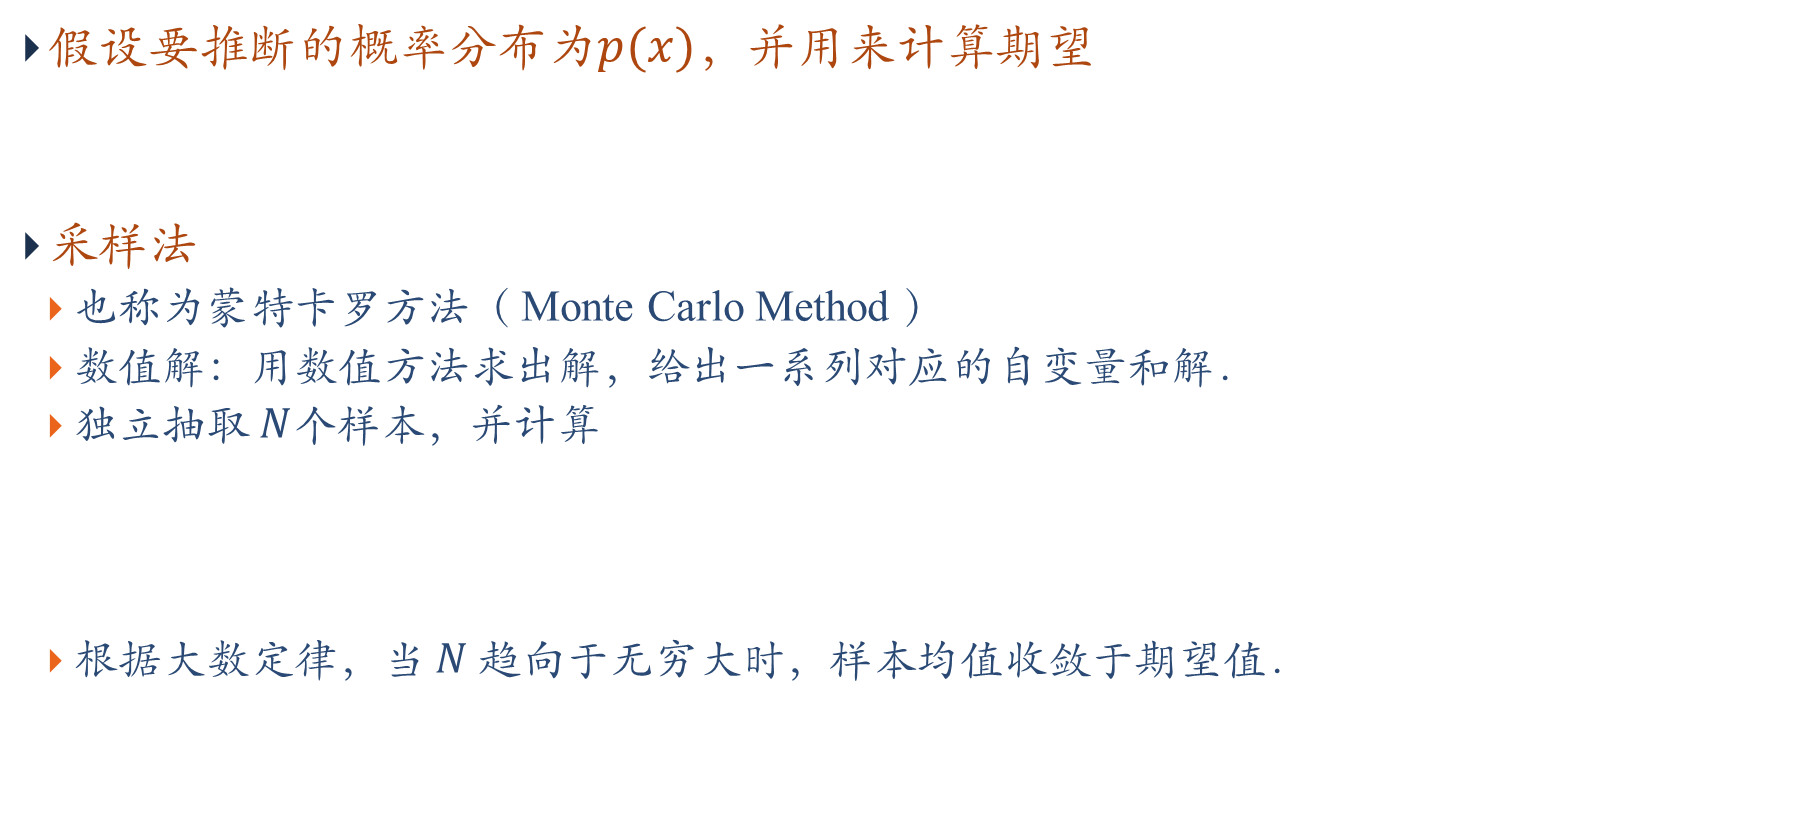 假设要推断的概率分布为p(x)，并用来计算期望
采样法
也称为蒙特卡罗方法（Monte Carlo Method）
数值解：用数值方法求出解，给出一系列对应的自变量和解．
独立抽取N个样本，并计算
根据大数定律，当 N 趋向于无穷大时，样本均值收敛于期望值．